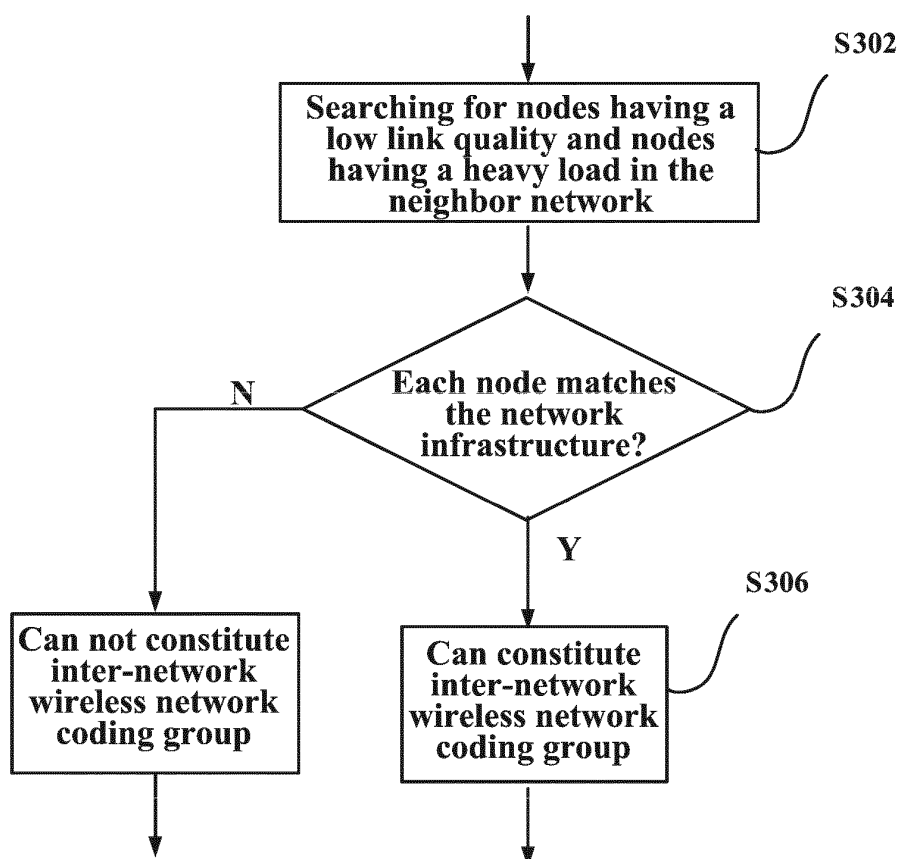 S302
Searching for nodes having a
low link quality and nodes
having a heavy load in the
neighbor network
S304
Each node matches
the network
infrastructure?
N
Y
S306
Can not constitute
inter-network
wireless network
coding group
Can constitute
inter-network
wireless network
coding group